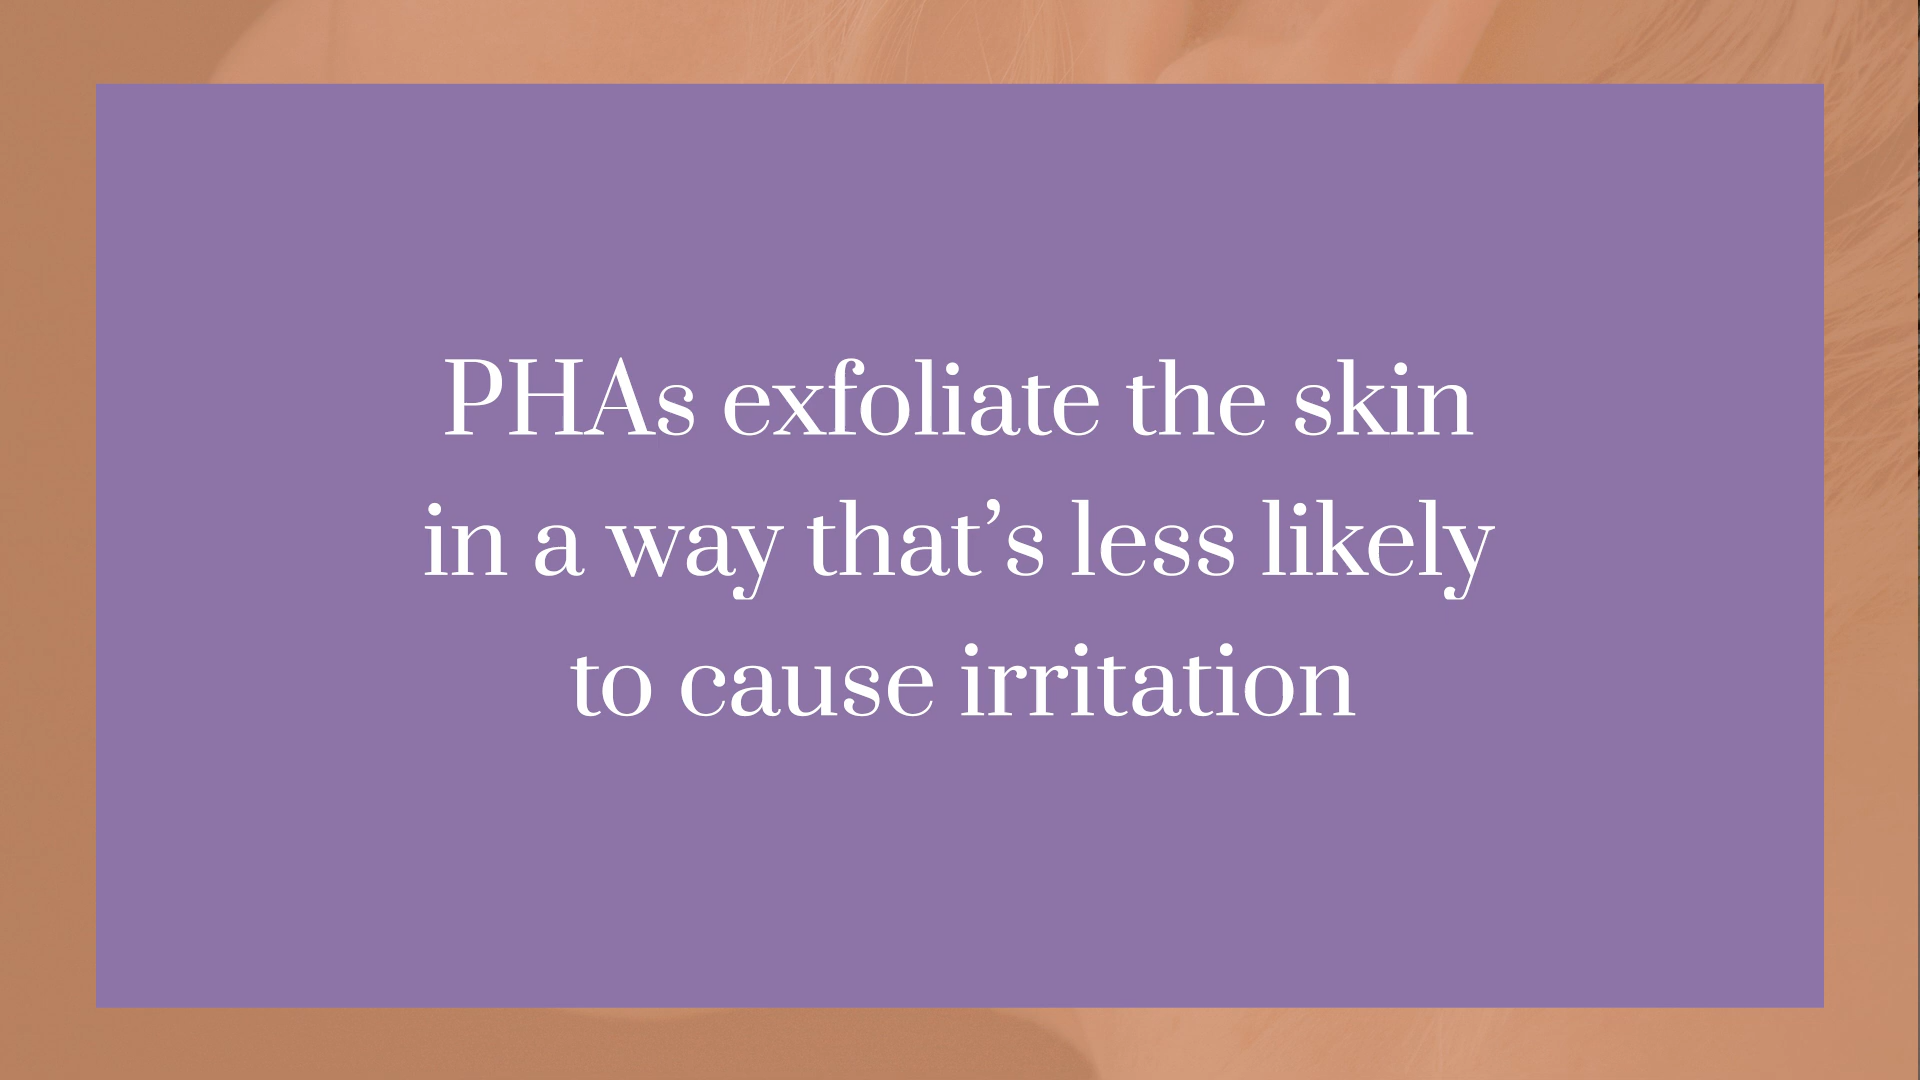 PHAs exfoliate the skin
in a way that’s less likely
to cause irritation